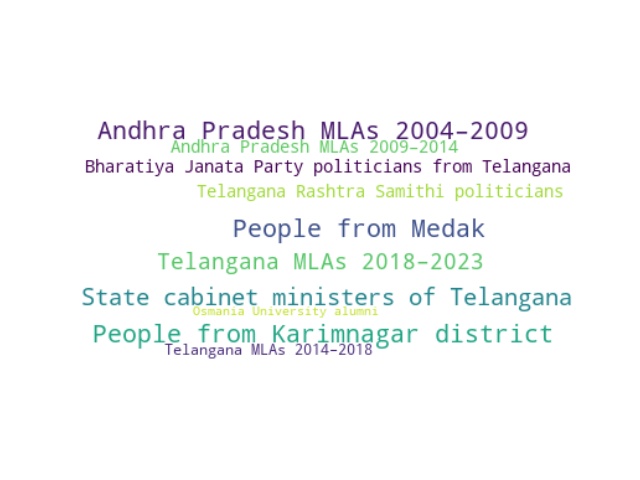 Andhra Pradesh MLAs 2004–2009
Andhra Pradesh MLAs 2009–2014
Bharatiya Janata Party politicians from Telangana
Telangana Rashtra Samithi politicians
People from Medak
Telangana MLAs 2018–2023
State cabinet ministers of Telangana
Osmania University alumni
People from Karimnagar district
Telangana MLAs 2014–2018